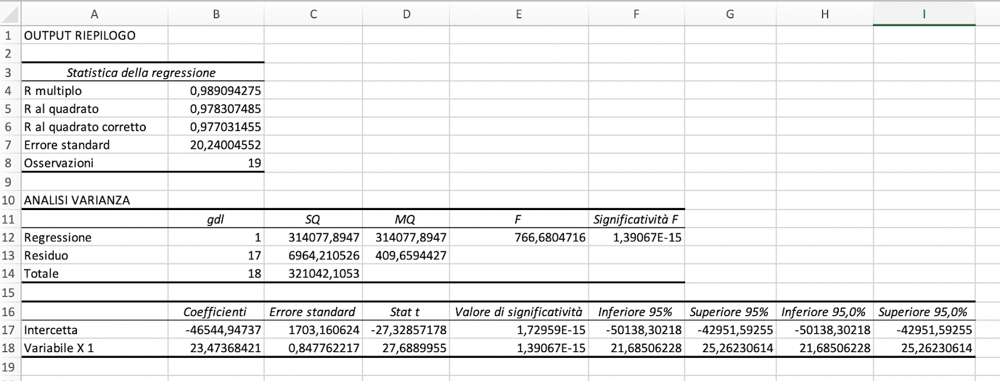 A B C D E F G H I
1 OUTPUT RIEPILOGO
2
3 Statistica della regressione
4 R multiplo 0,989094275
5 R al quadrato 0,978307485
6 R al quadrato corretto 0,977031455
7 Errore standard 20,24004552
8 Osservazioni 19
9
10 ANALISI VARIANZA
11 gdl SQ MQ F Significatività F
12 Regressione 1 314077,8947 314077,8947 766,6804716 1,39067E-15
13 Residuo 17 6964,210526 409,6594427
14 Totale 18 321042,1053
15
16 Coefficienti Errore standard Stat t Valore di significatività Inferiore 95% Superiore 95% Inferiore 95,0% Superiore 95,0%
17 Intercetta -46544,94737 1703,160624 -27,32857178 1,72959E-15 -50138,30218 -42951,59255 -50138,30218 -42951,59255
18 Variabile X 1 23,47368421 0,847762217 27,6889955 1,39067E-15 21,68506228 25,26230614 21,68506228 25,26230614
19